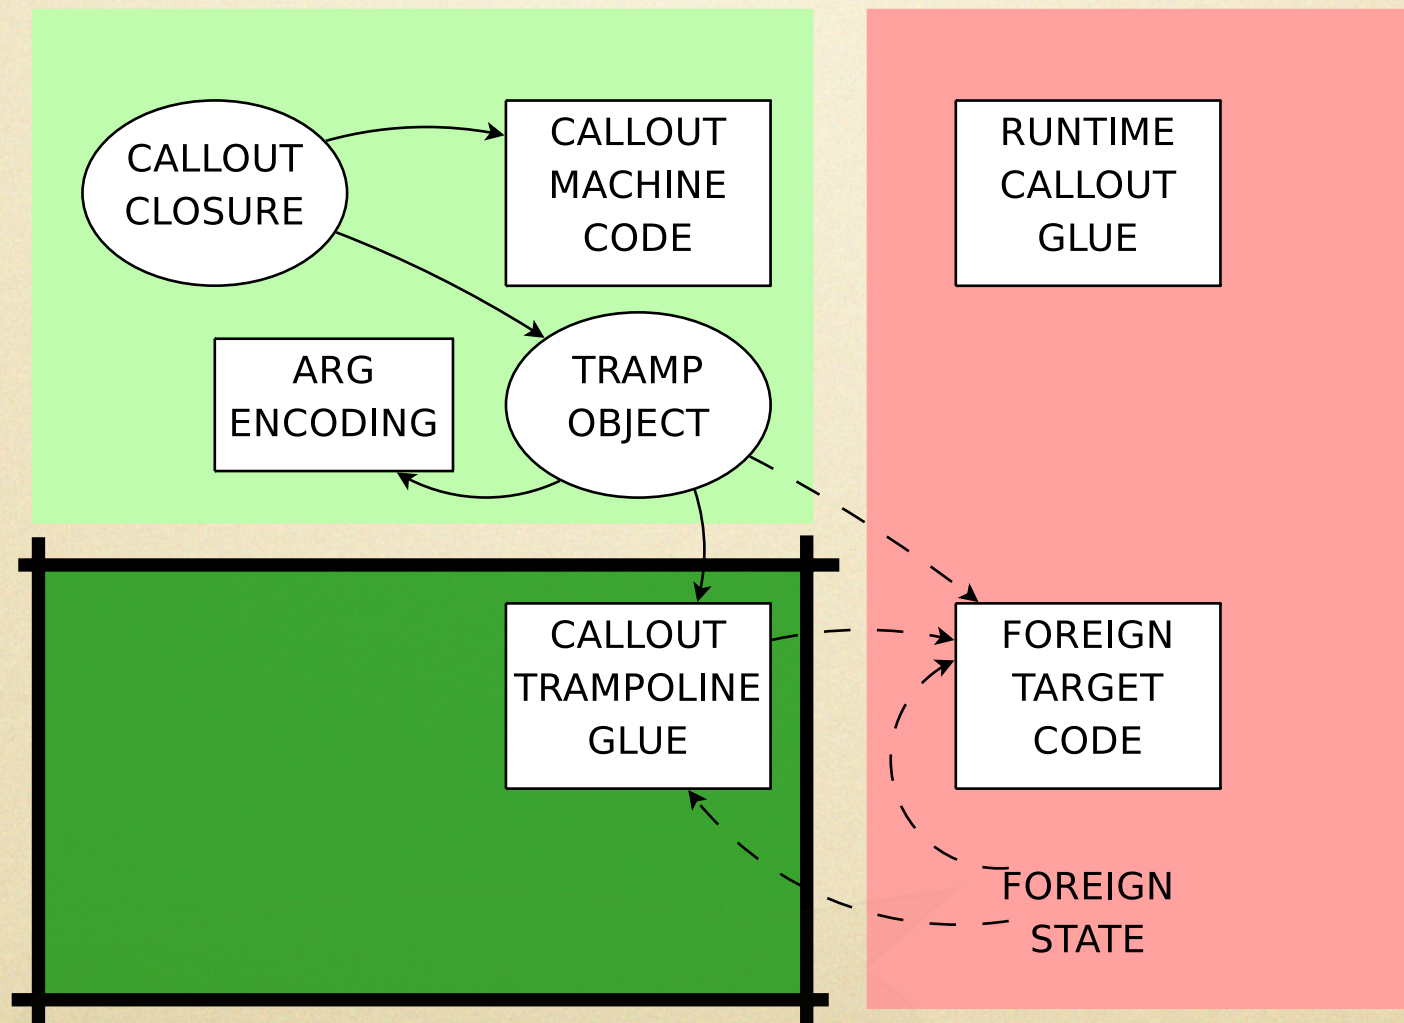 CALLOUT
CLOSURE
CALLOUT
MACHINE
CODE
RUNTIME
CALLOUT
GLUE
ARG
ENCODING
TRAMP
OBJECT
CALLOUT
TRAMPOLINE
GLUE
FOREIGN
TARGET
CODE
FOREIGN
STATE